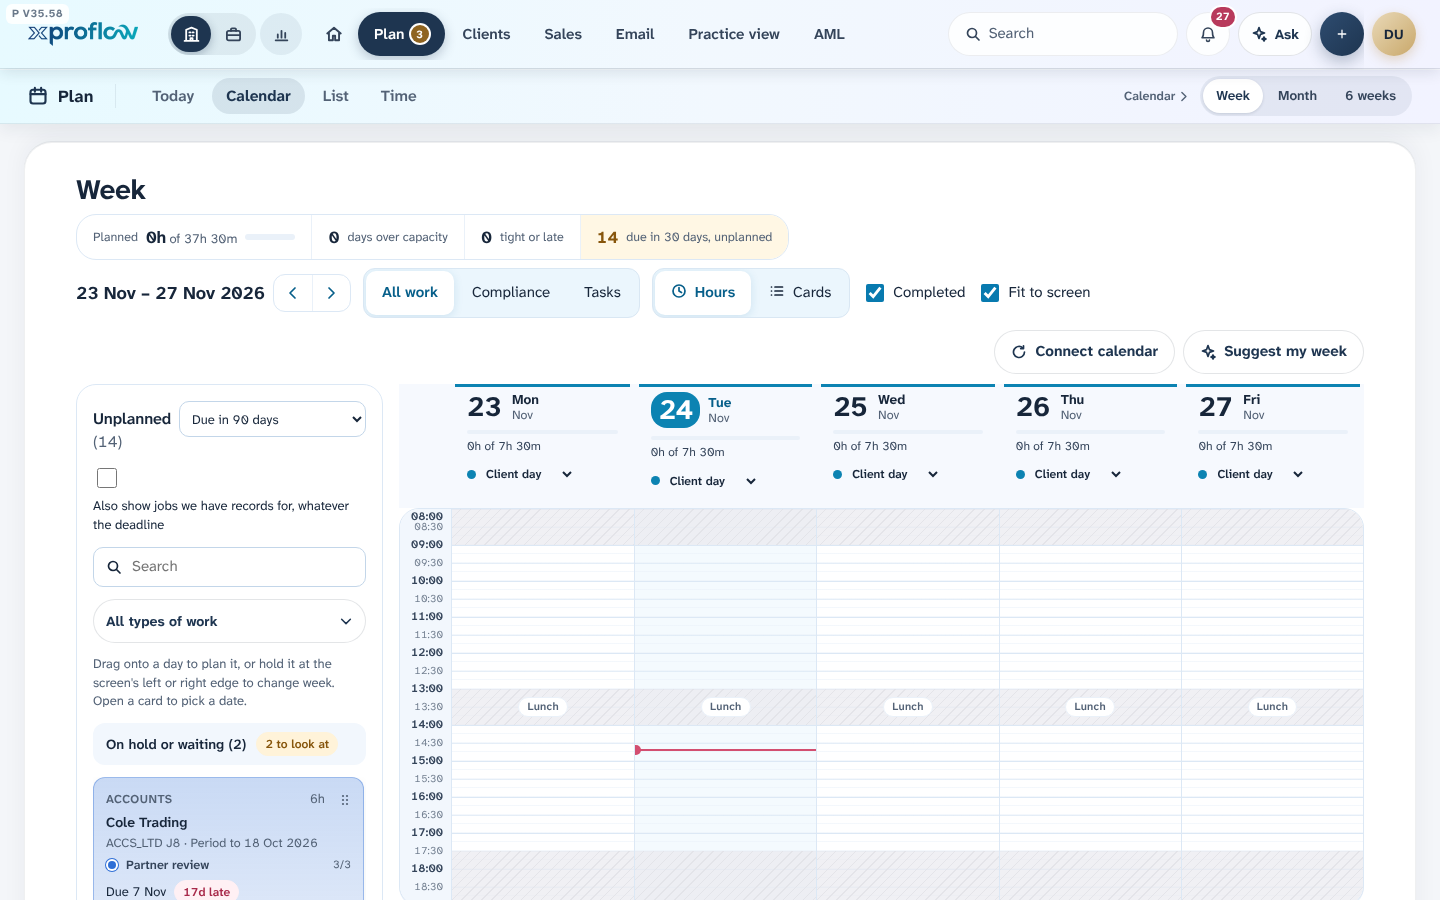 P V35.58
xproflow
Plan 3
Clients
Sales
Email
Practice view
AML
Search
27
Ask
+
DU
Plan
Today
Calendar
List
Time
Calendar
Week
Month
6 weeks
Week
Planned 0h of 37h 30m
0 days over capacity
0 tight or late
14 due in 30 days, unplanned
23 Nov – 27 Nov 2026
All work
Compliance
Tasks
Hours
Cards
Completed
Fit to screen
Connect calendar
Suggest my week
Unplanned (14)
Due in 90 days
Also show jobs we have records for, whatever
the deadline
Search
All types of work
Drag onto a day to plan it, or hold it at the
screen's left or right edge to change week.
Open a card to pick a date.
On hold or waiting (2)
2 to look at
ACCOUNTS
6h
Cole Trading
ACCS_LTD J8 · Period to 18 Oct 2026
Partner review
3/3
Due 7 Nov
17d late
23 Mon Nov
0h of 7h 30m
Client day
24 Tue Nov
0h of 7h 30m
Client day
25 Wed Nov
0h of 7h 30m
Client day
26 Thu Nov
0h of 7h 30m
Client day
27 Fri Nov
0h of 7h 30m
Client day
08:00
08:30
09:00
09:30
10:00
10:30
11:00
11:30
12:00
12:30
13:00
13:30
Lunch
Lunch
Lunch
Lunch
Lunch
14:00
14:30
15:00
15:30
16:00
16:30
17:00
17:30
18:00
18:30